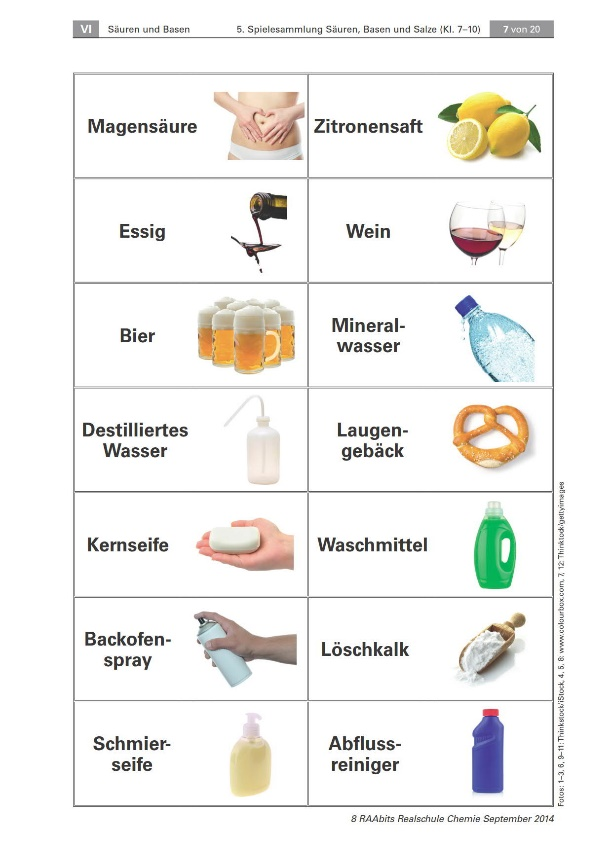 VI Säuren und Basen 5. Spielesammlung Säuren, Basen und Salze (Kl. 7–10) 7 von 20
Magensäure
Zitronensaft
Essig
Wein
Bier
Mineral-
wasser
Destilliertes
Wasser
Laugen-
gebäck
Kernseife
Waschmittel
Backofen-
spray
Löschkalk
Schmier-
seife
Abfluss-
reiniger
Fotos: 1–3, 6, 9–11: Thinkstock/iStock, 4, 5, 8: www.colourbox.com, 7, 12: Thinkstock/gettyimages
8 RAAbits Realschule Chemie September 2014